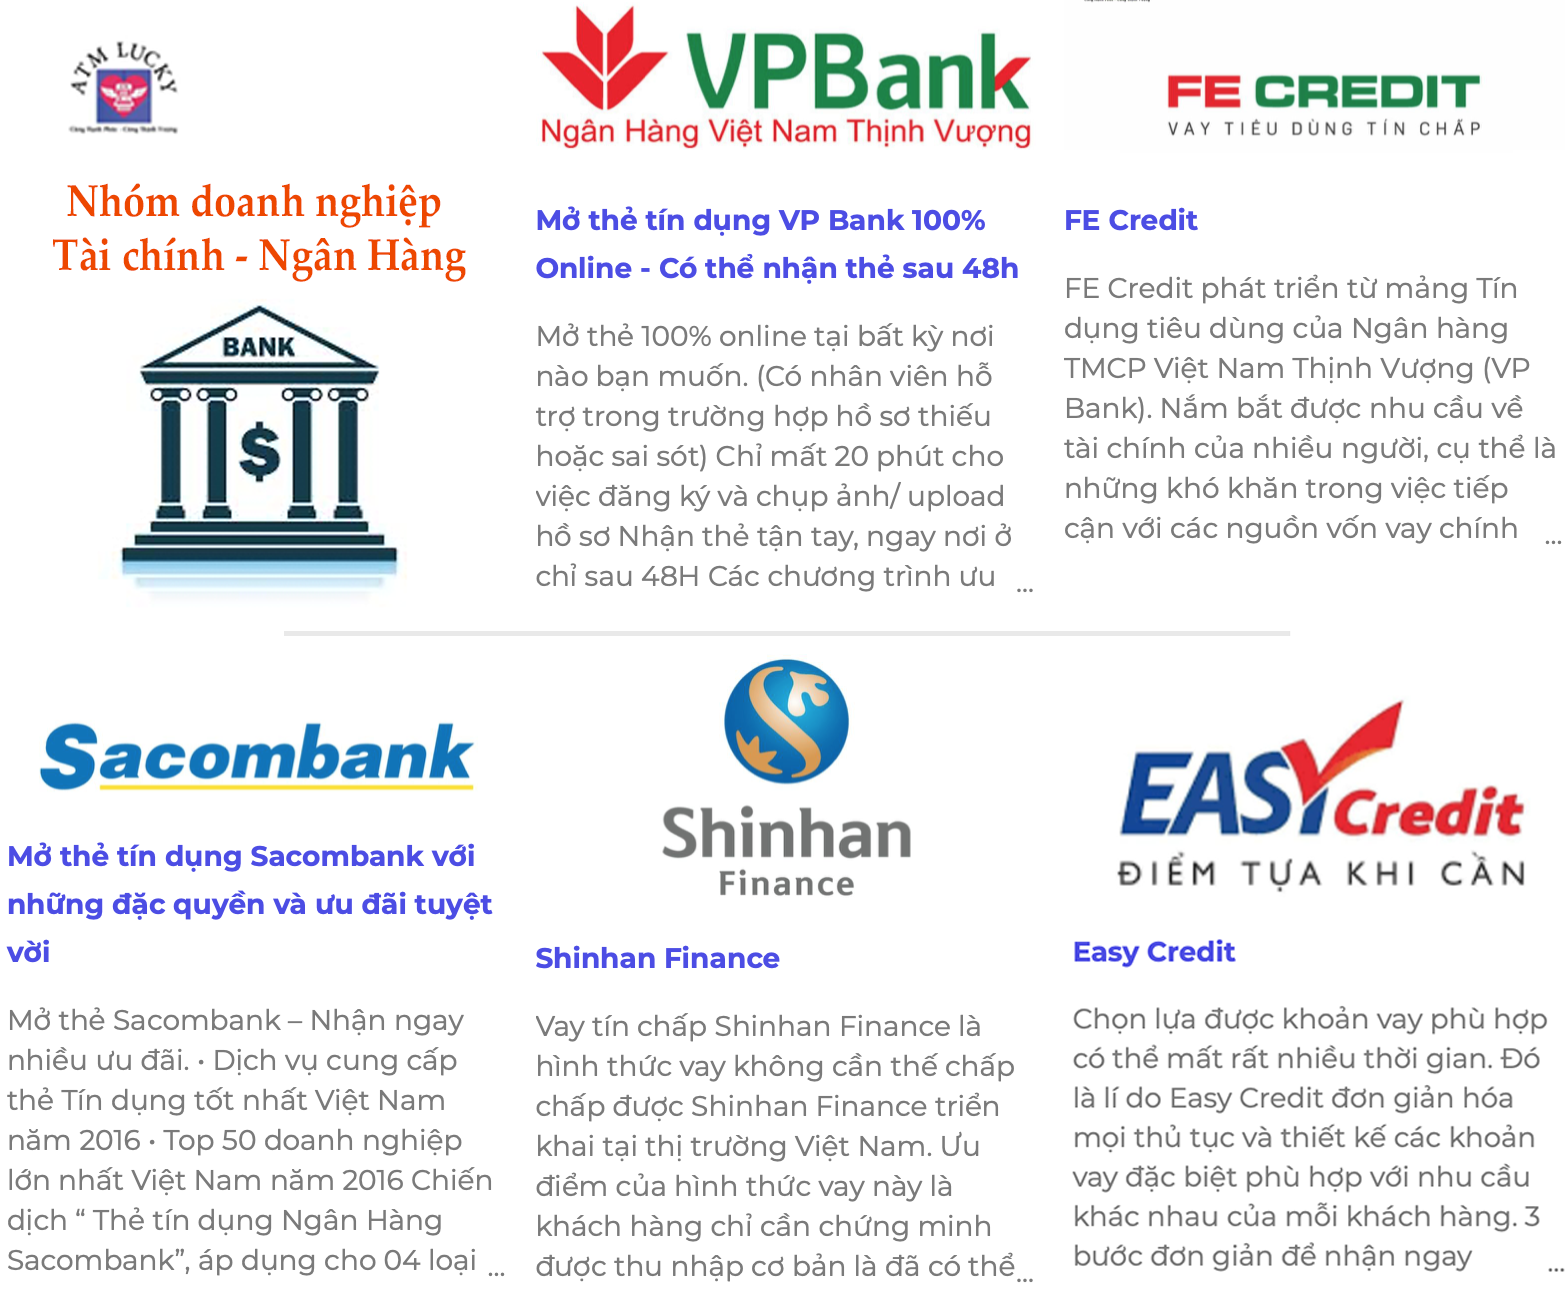 ATM LUCKY
Nhóm doanh nghiệp
Tài chính - Ngân Hàng
BANK
$
VPBank
Ngân Hàng Việt Nam Thịnh Vượng
Mở thẻ tín dụng VP Bank 100%
Online - Có thể nhận thẻ sau 48h
Mở thẻ 100% online tại bất kỳ nơi
nào bạn muốn. (Có nhân viên hỗ
trợ trong trường hợp hồ sơ thiếu
hoặc sai sót) Chỉ mất 20 phút cho
việc đăng ký và chụp ảnh/ upload
hồ sơ Nhận thẻ tận tay, ngay nơi ở
chỉ sau 48H Các chương trình ưu ...
FE CREDIT
VAY TIÊU DÙNG TÍN CHẤP
FE Credit
FE Credit phát triển từ mảng Tín
dụng tiêu dùng của Ngân hàng
TMCP Việt Nam Thịnh Vượng (VP
Bank). Nắm bắt được nhu cầu về
tài chính của nhiều người, cụ thể là
những khó khăn trong việc tiếp
cận với các nguồn vốn vay chính ...
Sacombank
Mở thẻ tín dụng Sacombank với
những đặc quyền và ưu đãi tuyệt
vời
Mở thẻ Sacombank – Nhận ngay
nhiều ưu đãi. • Dịch vụ cung cấp
thẻ Tín dụng tốt nhất Việt Nam
năm 2016 • Top 50 doanh nghiệp
lớn nhất Việt Nam năm 2016 Chiến
dịch “ Thẻ tín dụng Ngân Hàng
Sacombank”, áp dụng cho 04 loại ...
Shinhan
Finance
Shinhan Finance
Vay tín chấp Shinhan Finance là
hình thức vay không cần thế chấp
chấp được Shinhan Finance triển
khai tại thị trường Việt Nam. Ưu
điểm của hình thức vay này là
khách hàng chỉ cần chứng minh
được thu nhập cơ bản là đã có thể...
EASY Credit
ĐIỂM TỰA KHI CẦN
Easy Credit
Chọn lựa được khoản vay phù hợp
có thể mất rất nhiều thời gian. Đó
là lí do Easy Credit đơn giản hóa
mọi thủ tục và thiết kế các khoản
vay đặc biệt phù hợp với nhu cầu
khác nhau của mỗi khách hàng. 3
bước đơn giản để nhận ngay ...